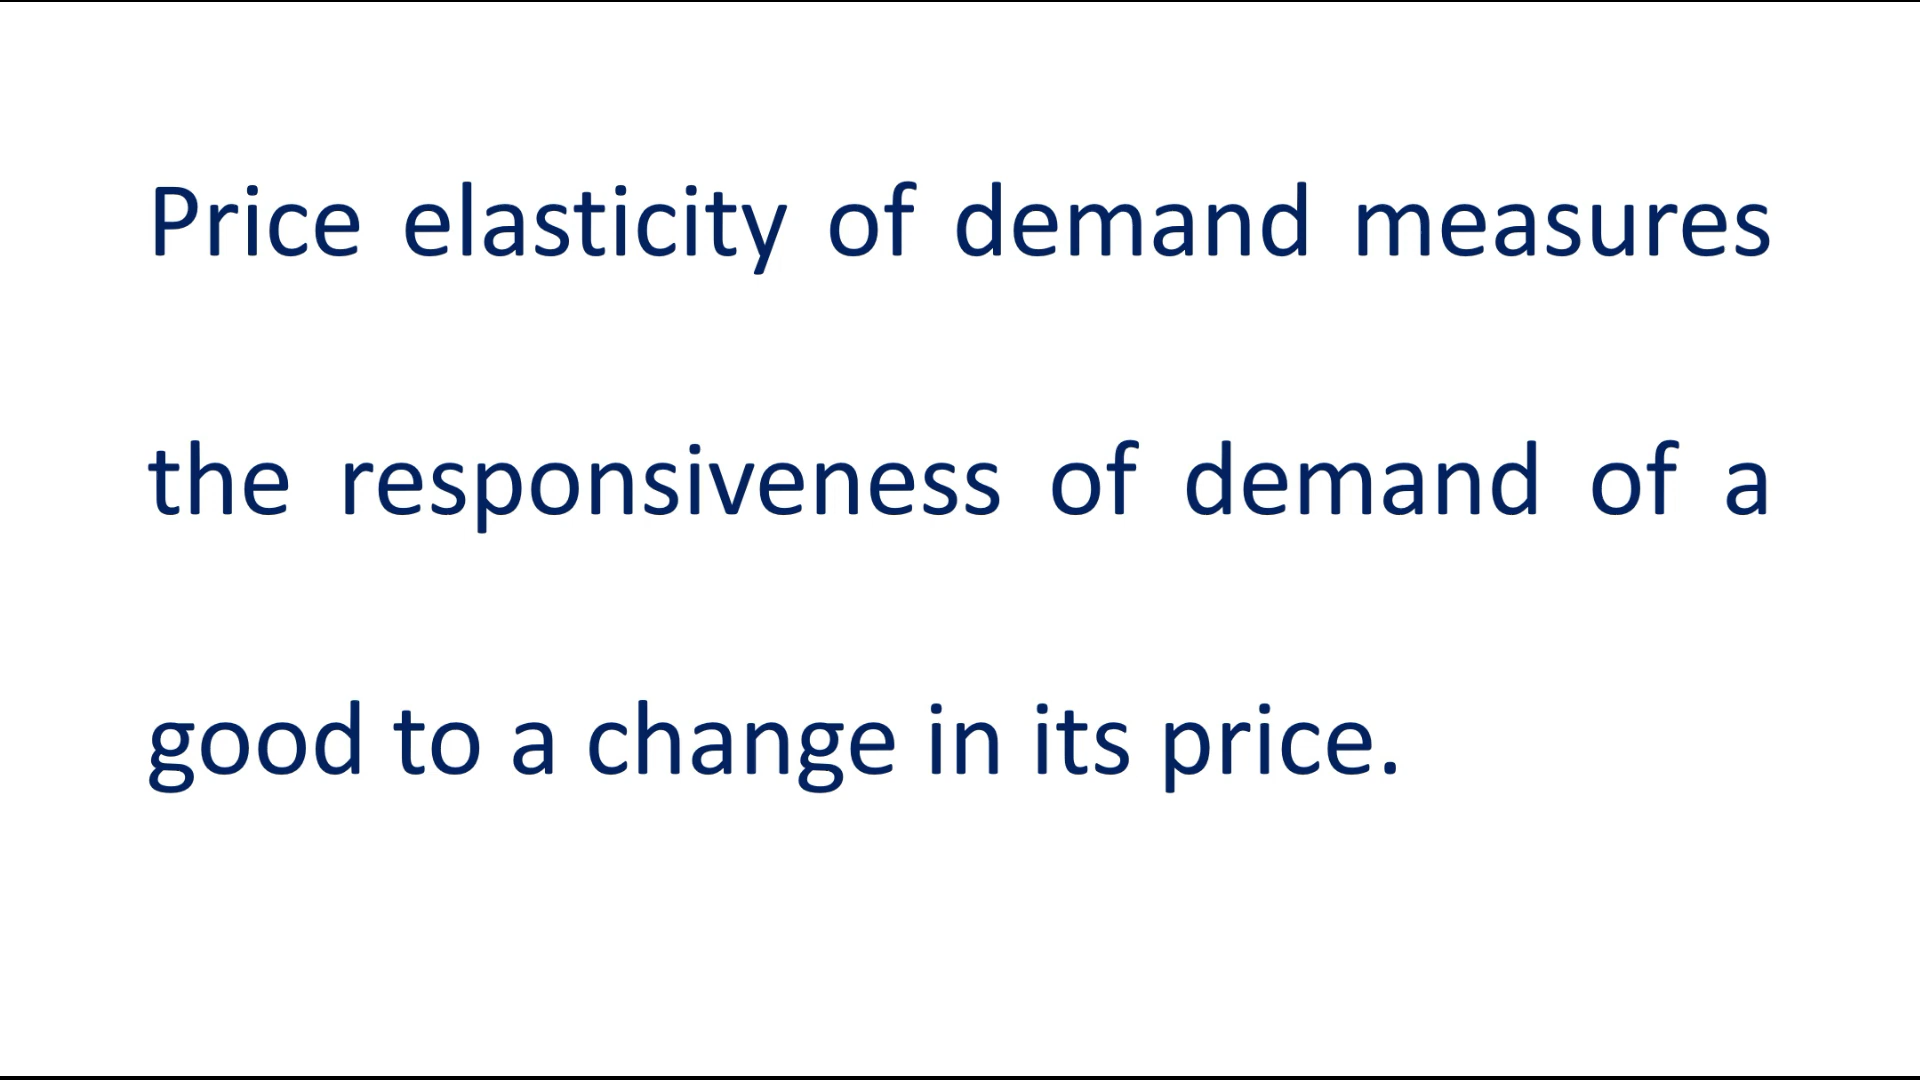 Price elasticity of demand measures
the responsiveness of demand of a
good to a change in its price.